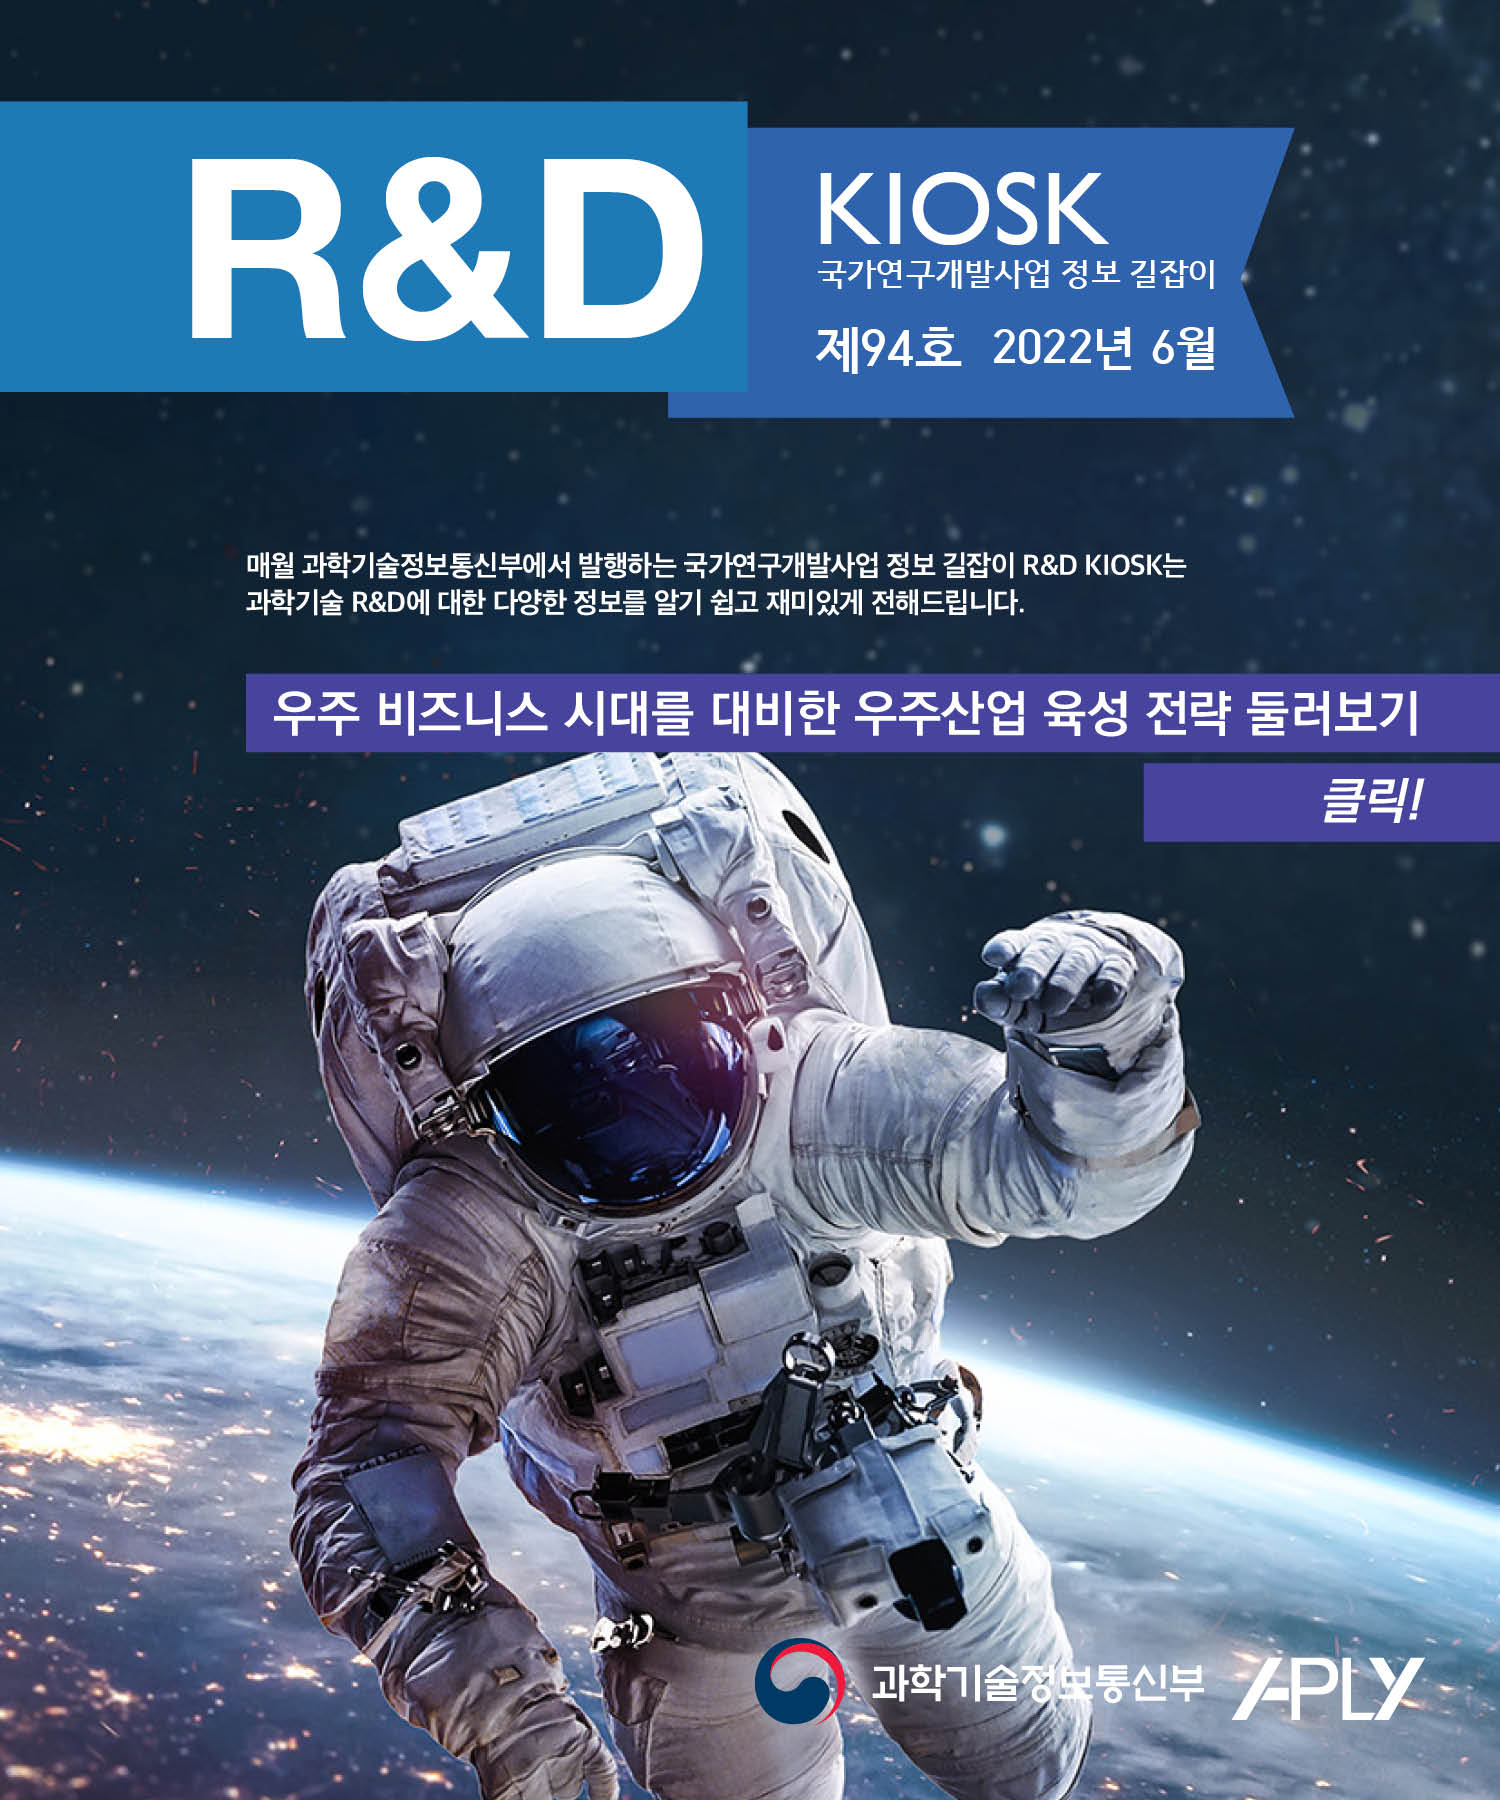 R&D
KIOSK
국가연구개발사업 정보 길잡이
제94호 2022년 6월
매월 과학기술정보통신부에서 발행하는 국가연구개발사업 정보 길잡이 R&D KIOSK는
과학기술 R&D에 대한 다양한 정보를 알기 쉽고 재미있게 전해드립니다.
우주 비즈니스 시대를 대비한 우주산업 육성 전략 둘러보기
클릭!
과학기술정보통신부 APLY